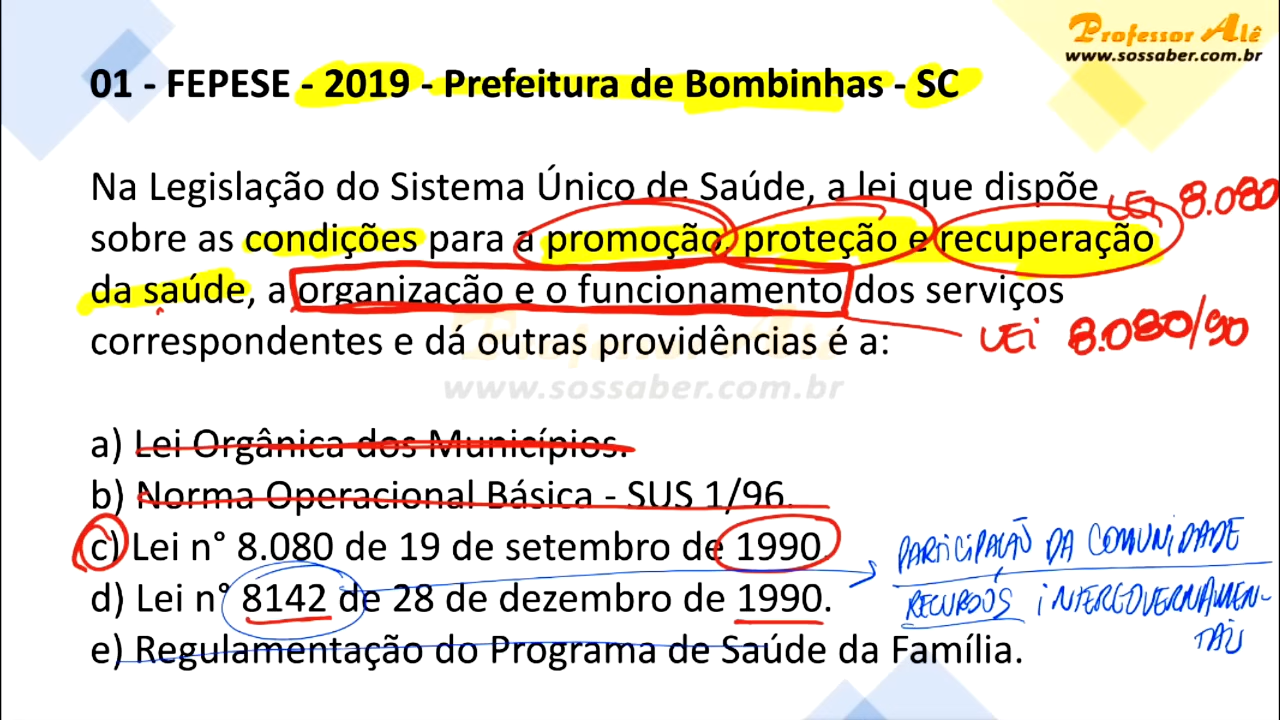 Professor Alê
www.sossaber.com.br
01 - FEPESE - 2019 - Prefeitura de Bombinhas - SC
Na Legislação do Sistema Único de Saúde, a lei que dispõe
LEI 8.080
sobre as condições para a promoção, proteção e recuperação
da saúde, a organização e o funcionamento dos serviços
correspondentes e dá outras providências é a:
LEI 8.080/90
www.sossaber.com.br
a) Lei Orgânica dos Municípios.
b) Norma Operacional Básica - SUS 1/96.
c) Lei n° 8.080 de 19 de setembro de 1990.
PARTICIPAÇÃO DA COMUNIDADE
d) Lei n° 8142 de 28 de dezembro de 1990.
RECURSOS INTERGOVERNAMEN-
TAIS
e) Regulamentação do Programa de Saúde da Família.